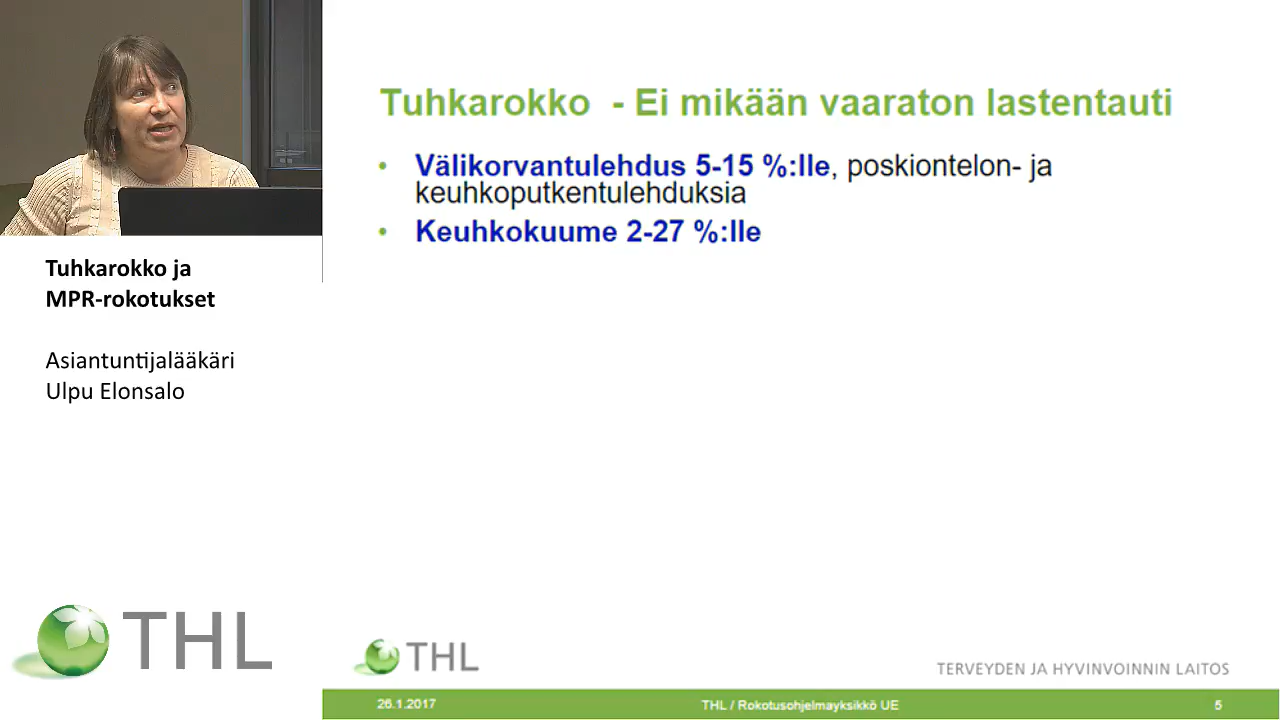 Tuhkarokko - Ei mikään vaaraton lastentauti
• Välikorvantulehdus 5-15 %:lle, poskiontelon- ja
keuhkoputkentulehduksia
• Keuhkokuume 2-27 %:lle
Tuhkarokko ja
MPR-rokotukset
Asiantuntijalääkäri
Ulpu Elonsalo
THL
THL
TERVEYDEN JA HYVINVOINNIN LAITOS
26.1.2017
THL / Rokotusohjelmayksikkö UE
5